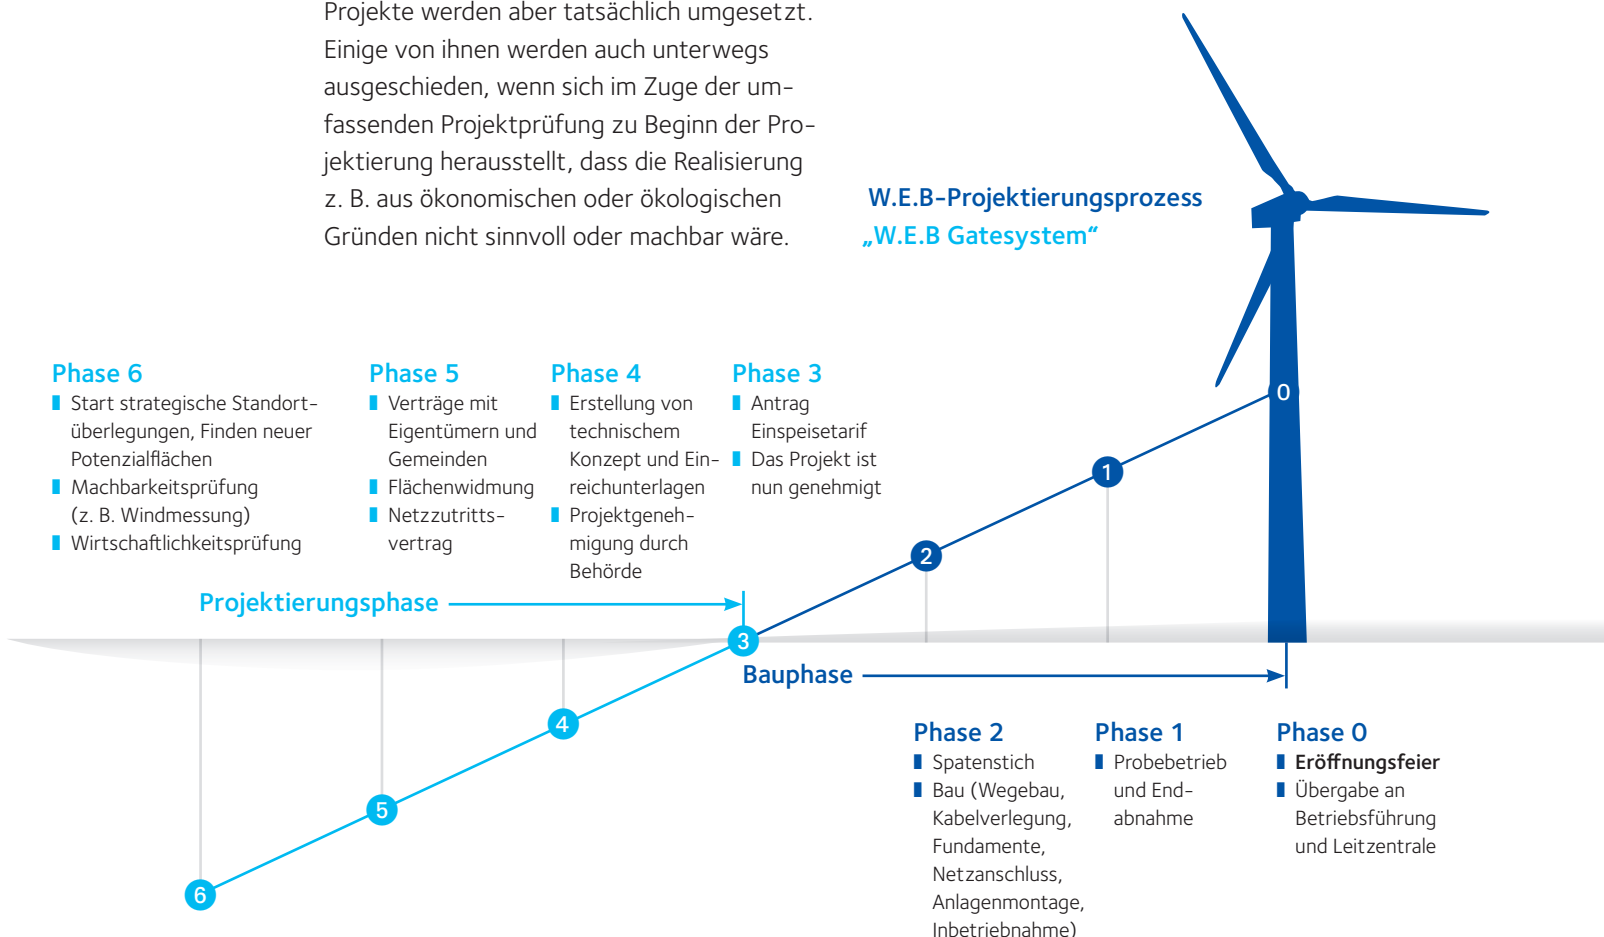 Projekte werden aber tatsächlich umgesetzt.
Einige von ihnen werden auch unterwegs
ausgeschieden, wenn sich im Zuge der um-
fassenden Projektprüfung zu Beginn der Pro-
jektierung herausstellt, dass die Realisierung
z. B. aus ökonomischen oder ökologischen
Gründen nicht sinnvoll oder machbar wäre.
W.E.B-Projektierungsprozess
„W.E.B Gatesystem“
Phase 6
Start strategische Standort-
überlegungen, Finden neuer
Potenzialflächen
Machbarkeitsprüfung
(z. B. Windmessung)
Wirtschaftlichkeitsprüfung
Phase 5
Verträge mit
Eigentümern und
Gemeinden
Flächenwidmung
Netzzutritts-
vertrag
Phase 4
Erstellung von
technischem
Konzept und Ein-
reichunterlagen
Projektgeneh-
migung durch
Behörde
Phase 3
Antrag
Einspeisetarif
Das Projekt ist
nun genehmigt
0
1
2
Projektierungsphase
3
Bauphase
4
5
6
Phase 2
Spatenstich
Bau (Wegebau,
Kabelverlegung,
Fundamente,
Netzanschluss,
Anlagenmontage,
Inbetriebnahme)
Phase 1
Probebetrieb
und End-
abnahme
Phase 0
Eröffnungsfeier
Übergabe an
Betriebsführung
und Leitzentrale